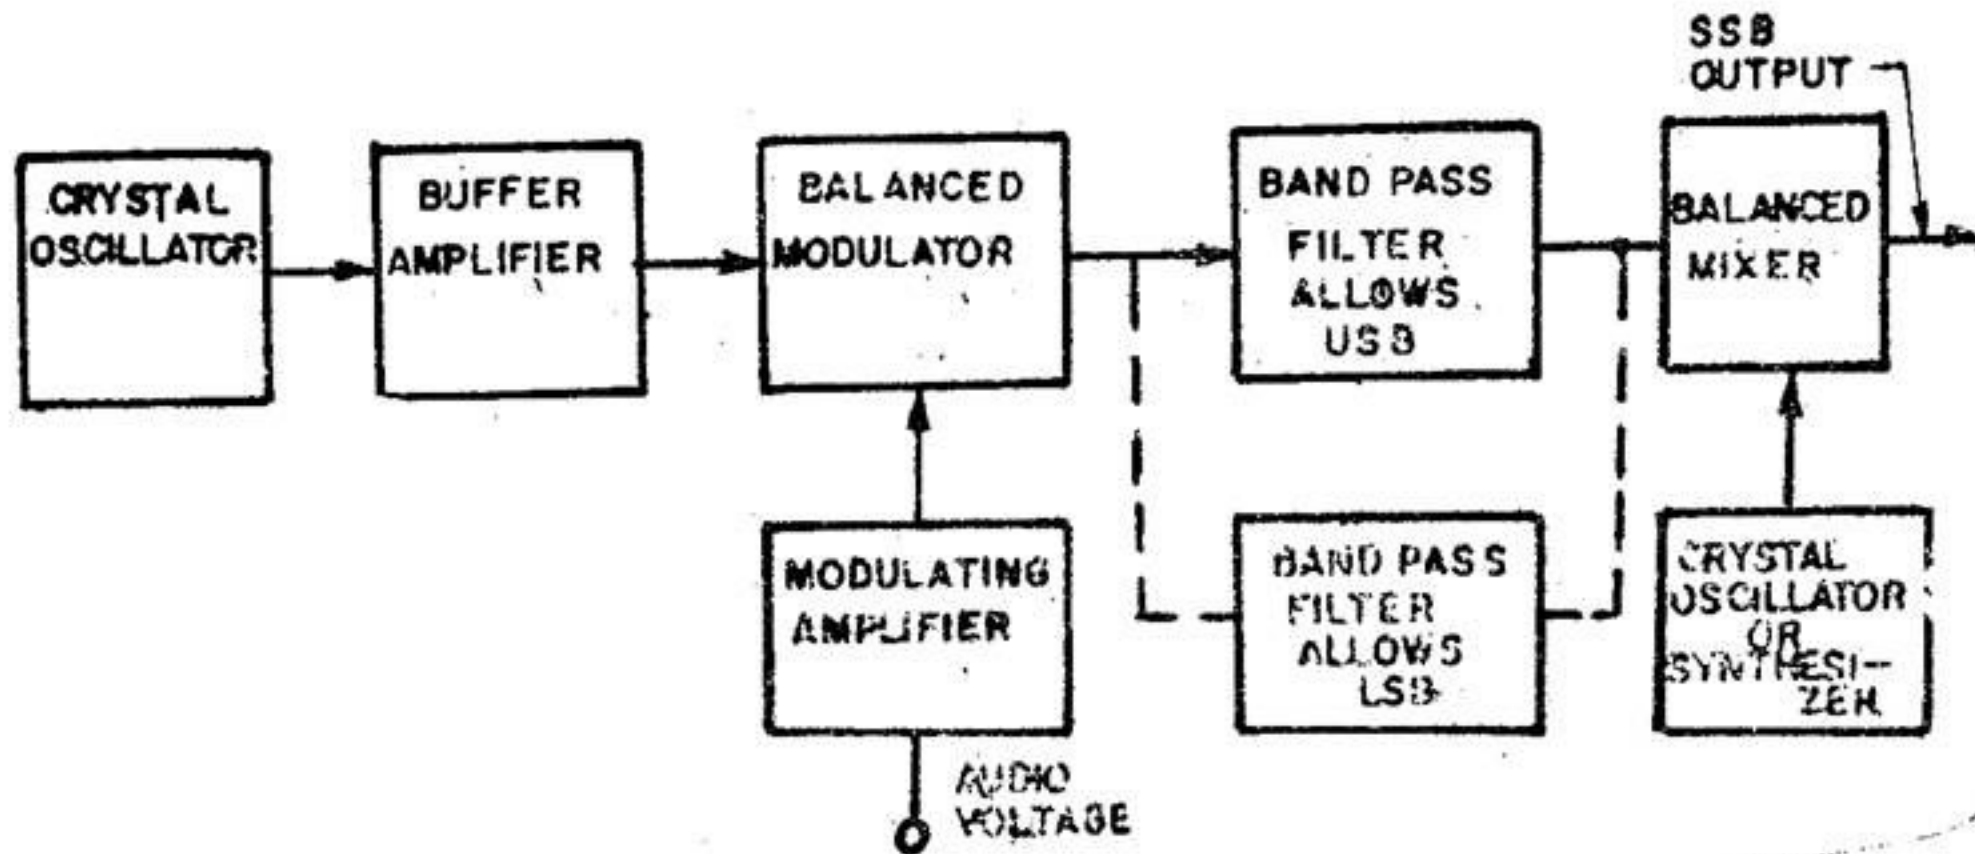 SSB
OUTPUT
CRYSTAL
OSCILLATOR
BUFFER
AMPLIFIER
BALANCED
MODULATOR
BAND PASS
FILTER
ALLOWS
USB
BALANCED
MIXER
MODULATING
AMPLIFIER
BAND PASS
FILTER
ALLOWS
LSB
CRYSTAL
OSCILLATOR
OR
SYNTHESI-
ZER
AUDIO
VOLTAGE